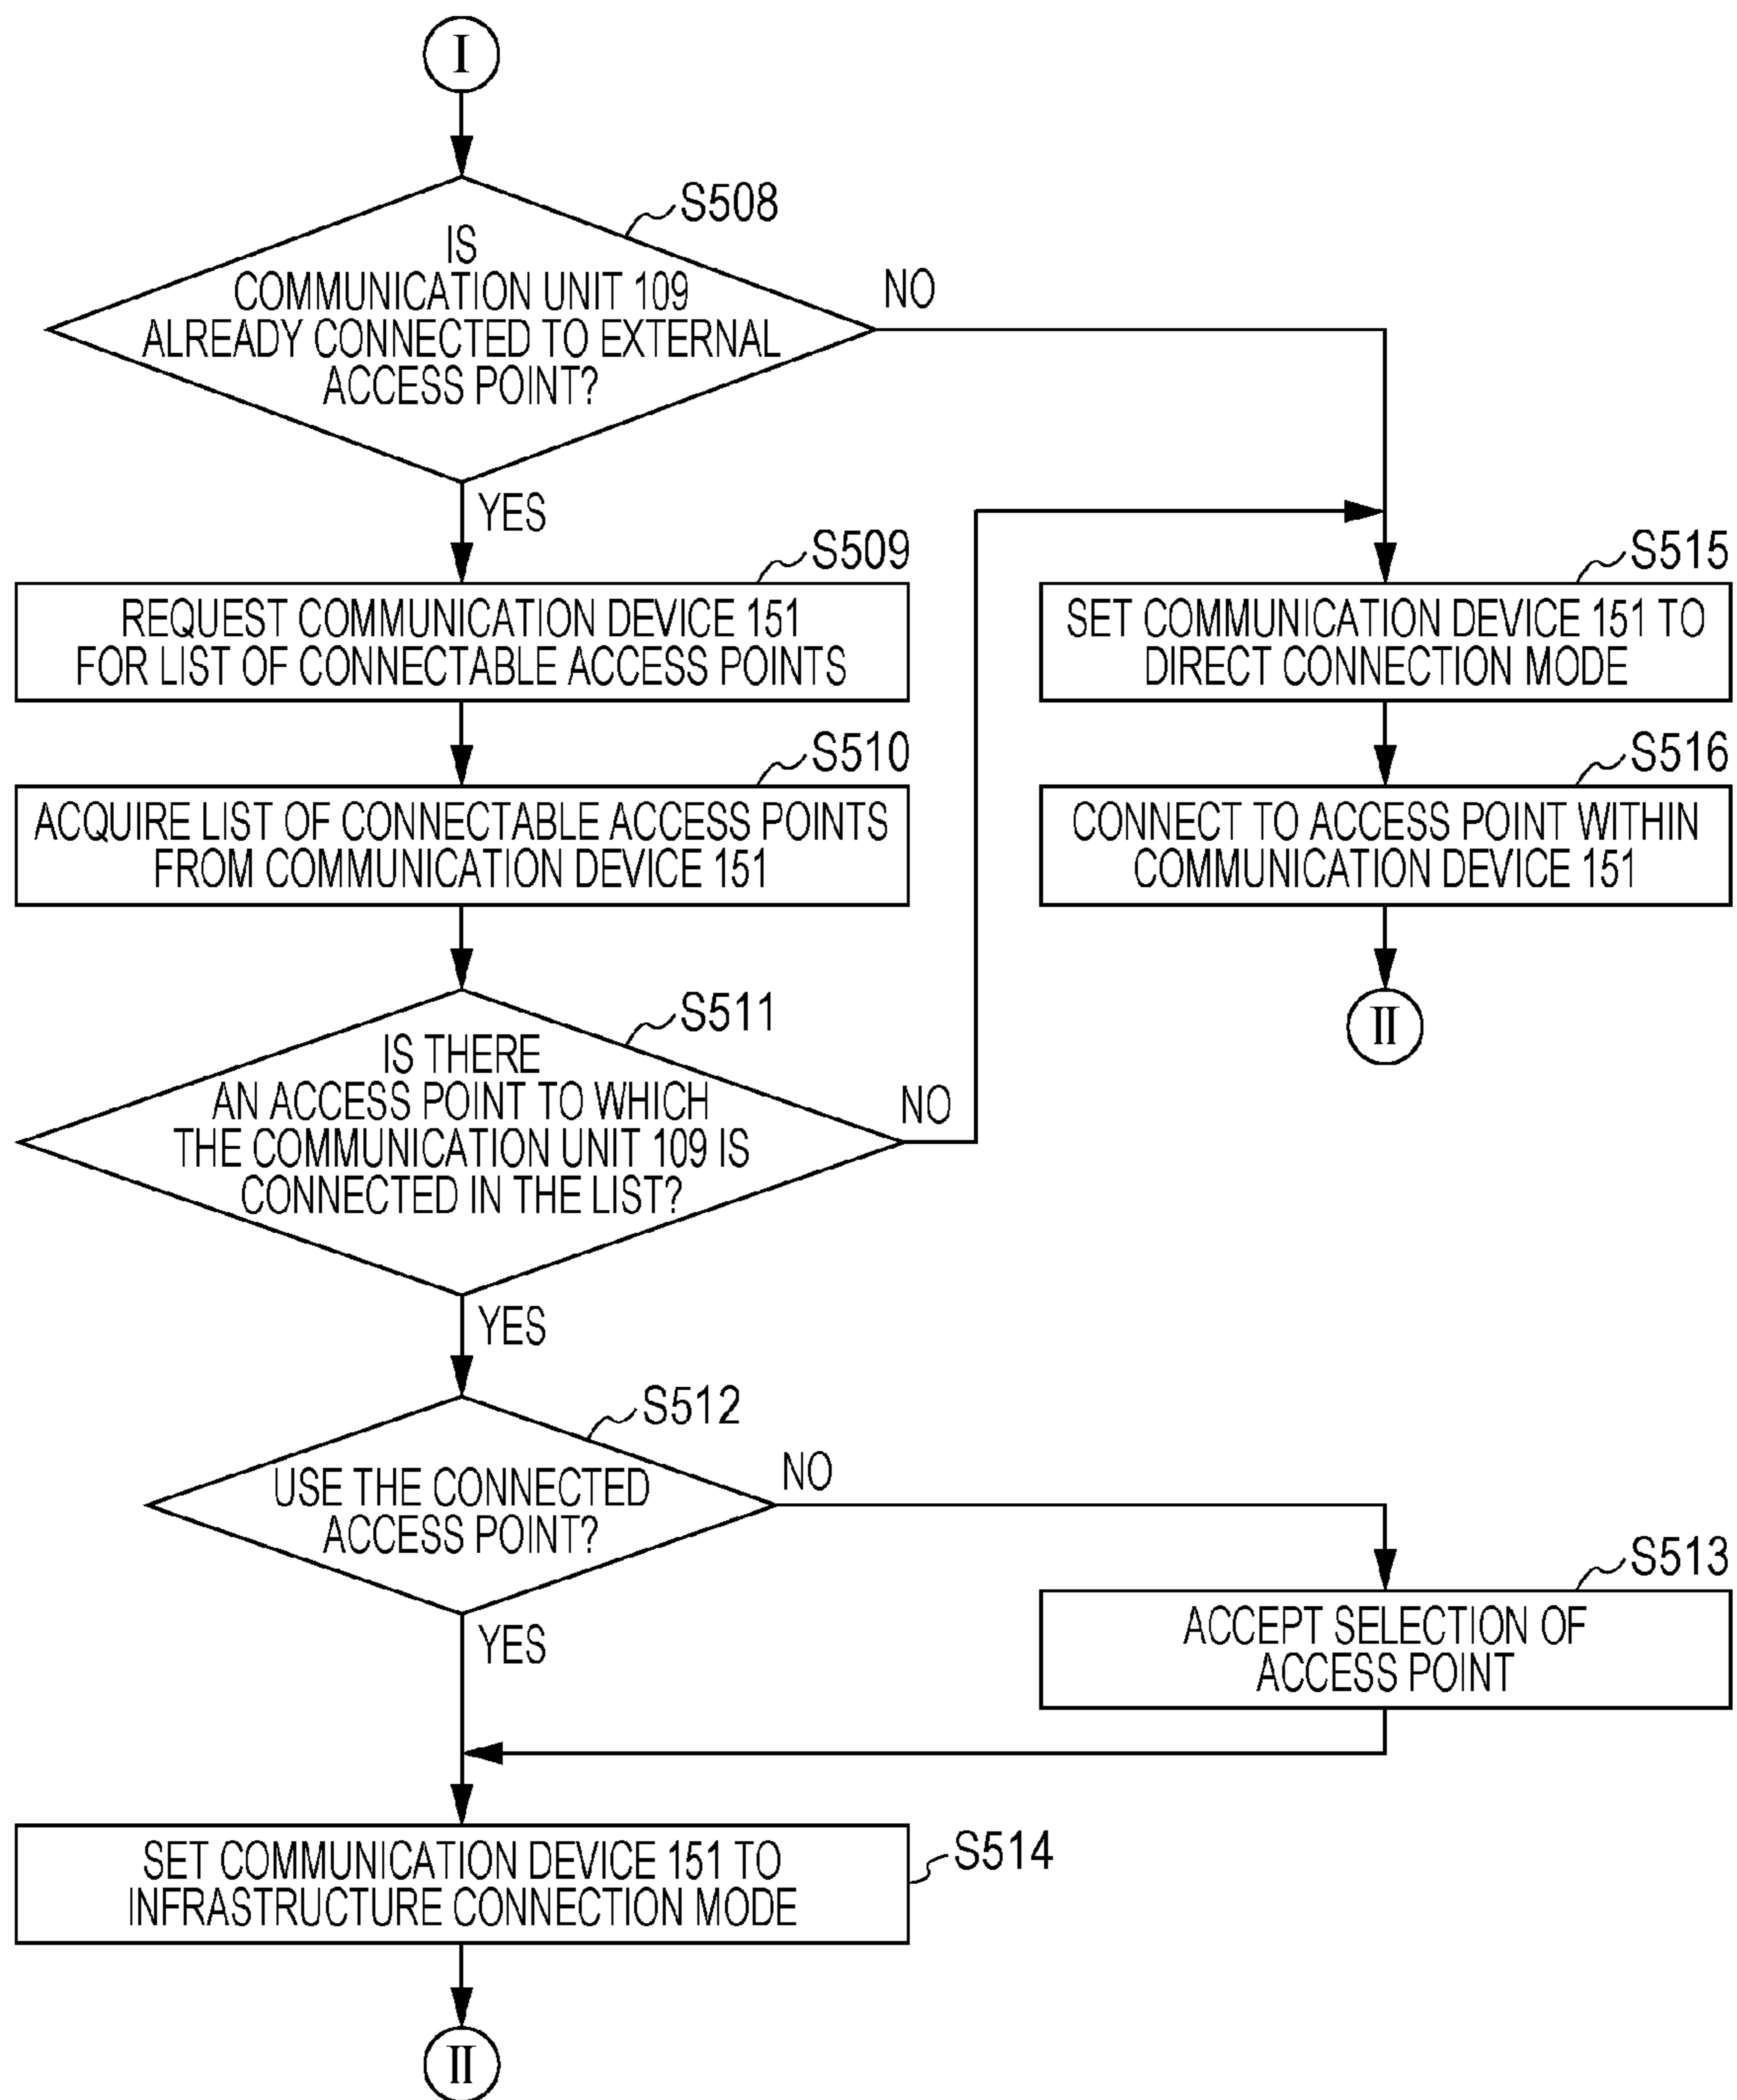 I
S508
IS
COMMUNICATION UNIT 109
ALREADY CONNECTED TO EXTERNAL
ACCESS POINT?
NO
YES
S509
REQUEST COMMUNICATION DEVICE 151
FOR LIST OF CONNECTABLE ACCESS POINTS
S515
SET COMMUNICATION DEVICE 151 TO
DIRECT CONNECTION MODE
S510
ACQUIRE LIST OF CONNECTABLE ACCESS POINTS
FROM COMMUNICATION DEVICE 151
S516
CONNECT TO ACCESS POINT WITHIN
COMMUNICATION DEVICE 151
II
S511
IS THERE
AN ACCESS POINT TO WHICH
THE COMMUNICATION UNIT 109 IS
CONNECTED IN THE LIST?
NO
YES
S512
USE THE CONNECTED
ACCESS POINT?
NO
YES
S513
ACCEPT SELECTION OF
ACCESS POINT
S514
SET COMMUNICATION DEVICE 151 TO
INFRASTRUCTURE CONNECTION MODE
II